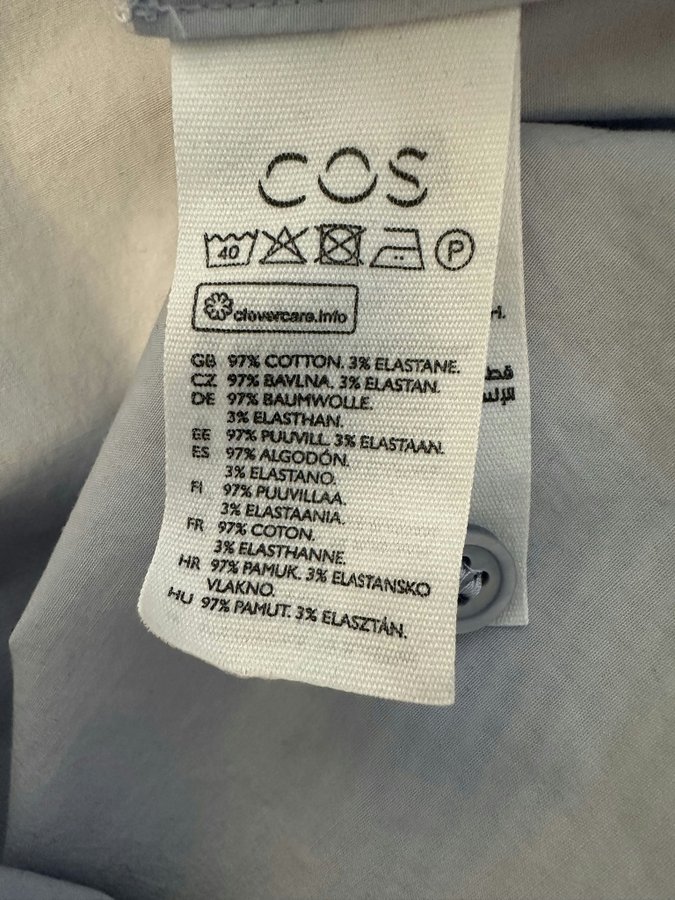 COS
40 P
clevercare.info
GB 97% COTTON. 3% ELASTANE.
CZ 97% BAVLNA. 3% ELASTAN.
DE 97% BAUMWOLLE.
3% ELASTHAN.
EE 97% PUUVILL. 3% ELASTAAN.
ES 97% ALGODÓN.
3% ELASTANO.
FI 97% PUUVILLAA.
3% ELASTAANIA.
FR 97% COTON.
3% ELASTHANNE.
HR 97% PAMUK. 3% ELASTANSKO
VLAKNO.
HU 97% PAMUT. 3% ELASZTÁN.